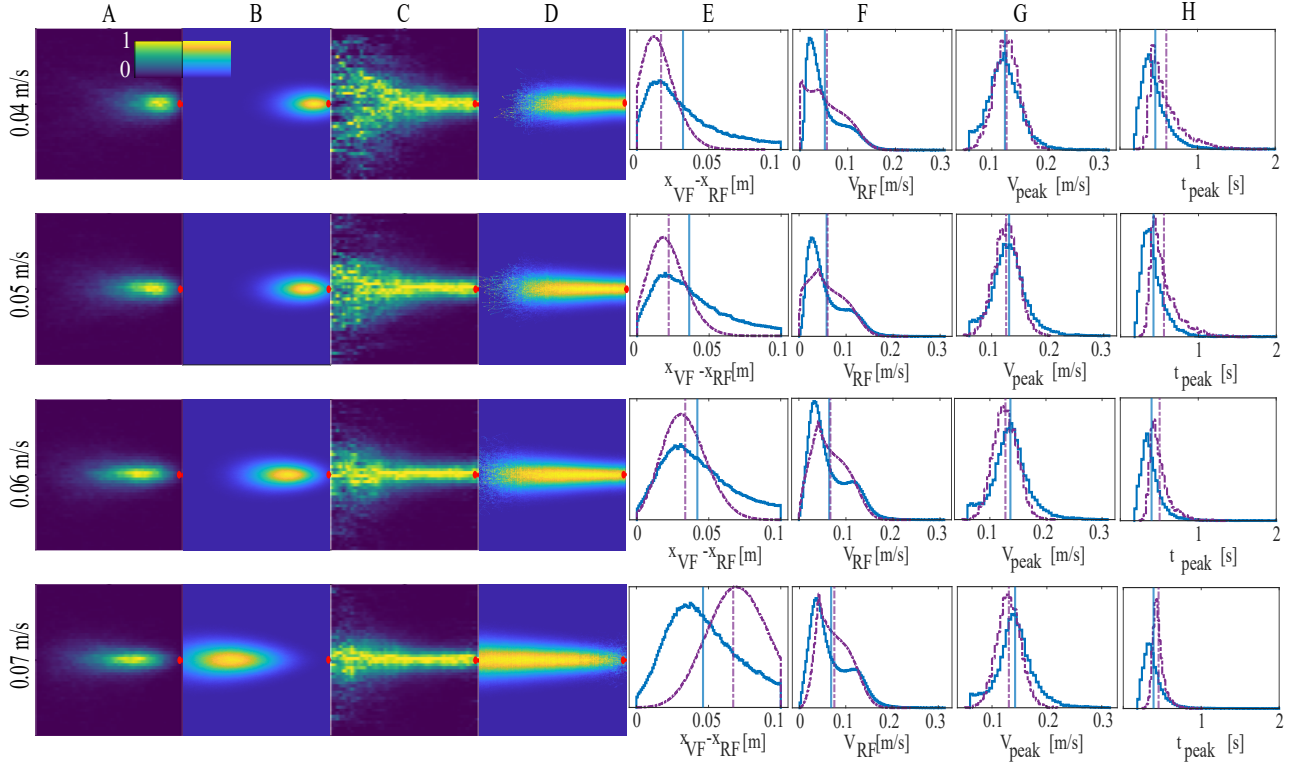 A B C D E F G H
1
0
0.04 m/s
0 0.05 0.1 0 0.1 0.2 0.3 0.1 0.2 0.3 1 2
x_VF -x_RF [m] V_RF [m/s] V_peak [m/s] t_peak [s]
0.05 m/s
0 0.05 0.1 0 0.1 0.2 0.3 0.1 0.2 0.3 1 2
x_VF -x_RF [m] V_RF [m/s] V_peak [m/s] t_peak [s]
0.06 m/s
0 0.05 0.1 0 0.1 0.2 0.3 0.1 0.2 0.3 1 2
x_VF -x_RF [m] V_RF [m/s] V_peak [m/s] t_peak [s]
0.07 m/s
0 0.05 0.1 0 0.1 0.2 0.3 0.1 0.2 0.3 1 2
x_VF -x_RF [m] V_RF [m/s] V_peak [m/s] t_peak [s]